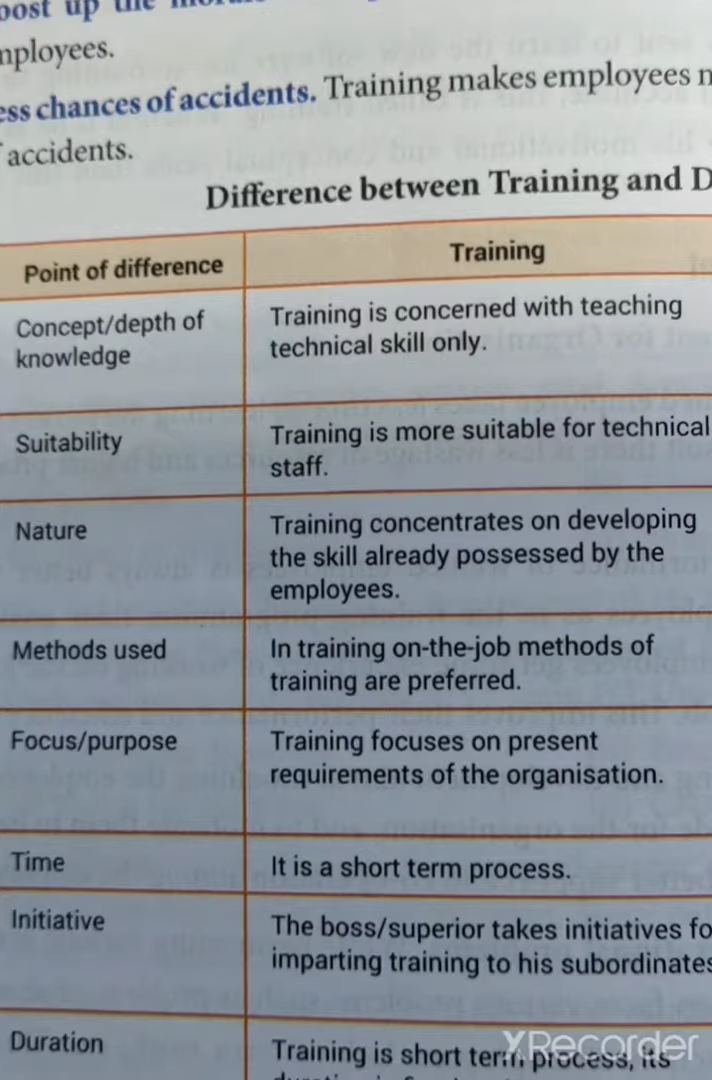 up the
employees.
ess chances of accidents. Training makes employees
accidents.
Difference between Training and D
Point of difference
Training
Concept/depth of
knowledge
Training is concerned with teaching
technical skill only.
Suitability
Training is more suitable for technical
staff.
Nature
Training concentrates on developing
the skill already possessed by the
employees.
Methods used
In training on-the-job methods of
training are preferred.
Focus/purpose
Training focuses on present
requirements of the organisation.
Time
It is a short term process.
Initiative
The boss/superior takes initiatives fo
imparting training to his subordinates
Duration
Training is short term process, its
XRecorder